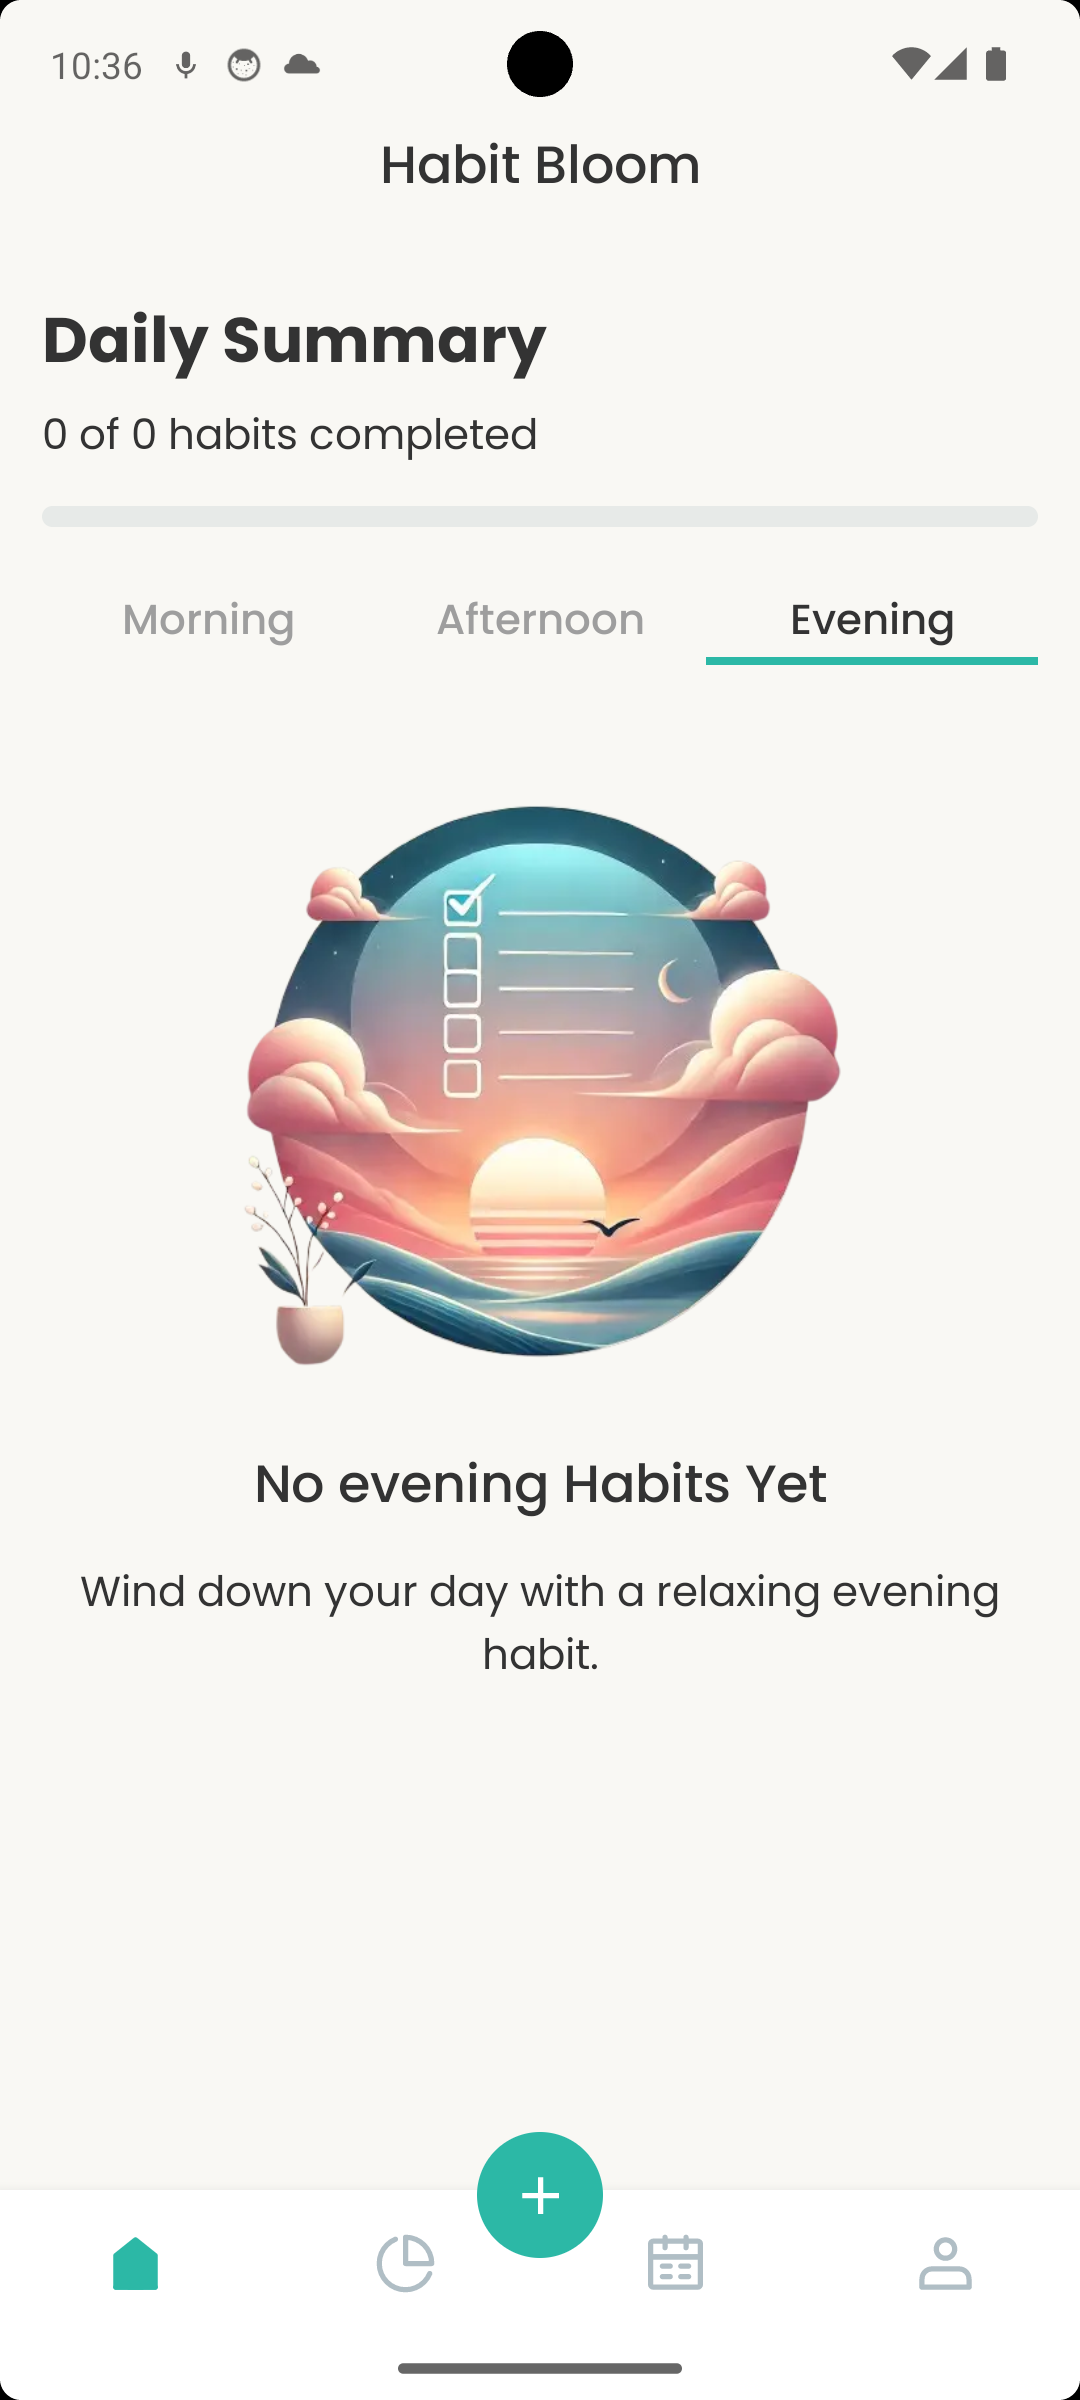 10:36
Habit Bloom
Daily Summary
0 of 0 habits completed
Morning
Afternoon
Evening
No evening Habits Yet
Wind down your day with a relaxing evening
habit.